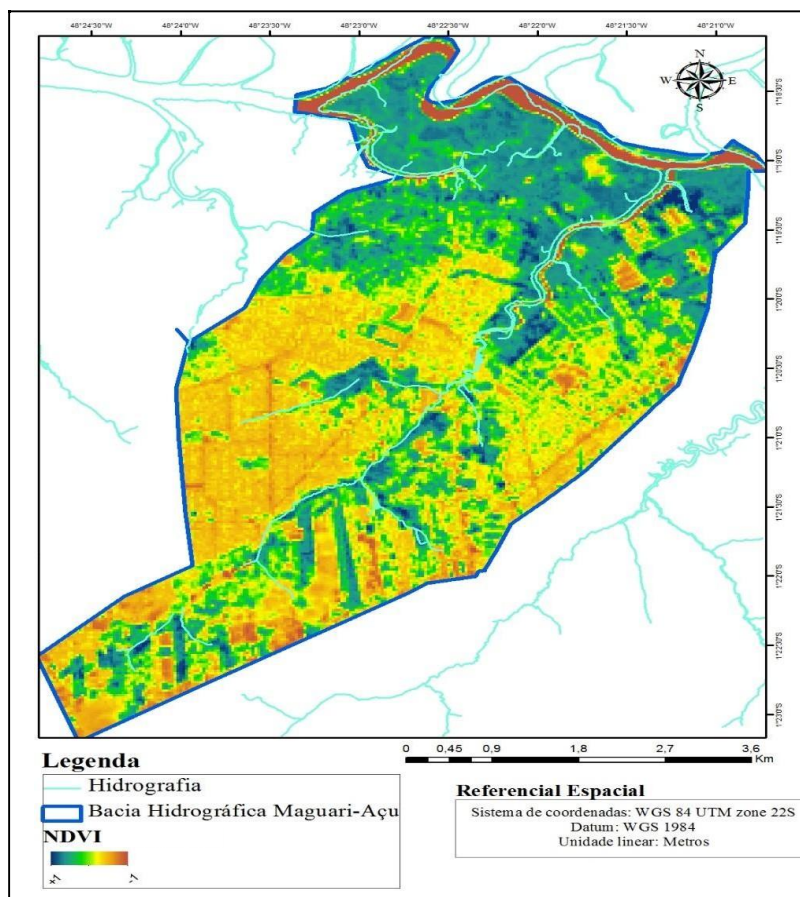 48°24'30"W 48°24'0"W 48°23'30"W 48°23'0"W 48°22'30"W 48°22'0"W 48°21'30"W 48°21'0"W
N
W E
S
1°18'30"S
1°19'0"S
1°19'30"S
1°20'0"S
1°20'30"S
1°21'0"S
1°21'30"S
1°22'0"S
1°22'30"S
1°23'0"S
0 0,45 0,9 1,8 2,7 3,6
Km
Legenda
Hidrografia
Bacia Hidrográfica Maguari-Açu
NDVI
+1 -1
Referencial Espacial
Sistema de coordenadas: WGS 84 UTM zone 22S
Datum: WGS 1984
Unidade linear: Metros